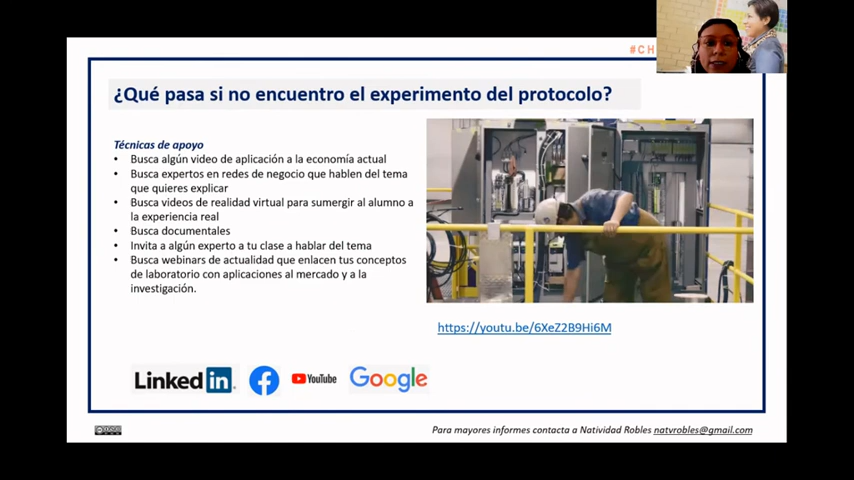 #CH
¿Qué pasa si no encuentro el experimento del protocolo?
Técnicas de apoyo
• Busca algún video de aplicación a la economía actual
• Busca expertos en redes de negocio que hablen del tema
que quieres explicar
• Busca videos de realidad virtual para sumergir al alumno a
la experiencia real
• Busca documentales
• Invita a algún experto a tu clase a hablar del tema
• Busca webinars de actualidad que enlacen tus conceptos
de laboratorio con aplicaciones al mercado y a la
investigación.
https://youtu.be/6XeZ2B9Hi6M
Linked in
YouTube
Google
Para mayores informes contacta a Natividad Robles natvrobles@gmail.com